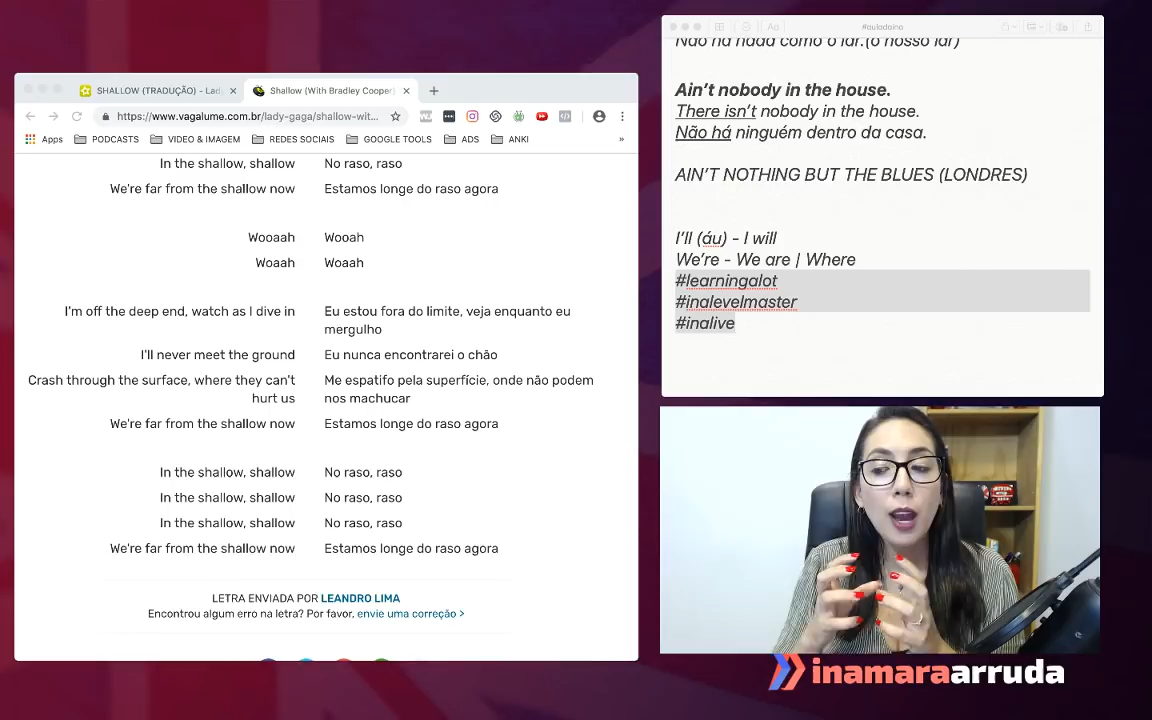 SHALLOW (TRADUÇÃO) - Lad
Shallow (With Bradley Cooper)
https://www.vagalume.com.br/lady-gaga/shallow-wit...
Apps
PODCASTS
VIDEO & IMAGEM
REDES SOCIAIS
GOOGLE TOOLS
ADS
ANKI
»
In the shallow, shallow
No raso, raso
We're far from the shallow now
Estamos longe do raso agora
Wooaah
Wooah
Woaah
Woaah
I'm off the deep end, watch as I dive in
Eu estou fora do limite, veja enquanto eu
mergulho
I'll never meet the ground
Eu nunca encontrarei o chão
Crash through the surface, where they can't
hurt us
Me espatifo pela superfície, onde não podem
nos machucar
We're far from the shallow now
Estamos longe do raso agora
In the shallow, shallow
No raso, raso
In the shallow, shallow
No raso, raso
In the shallow, shallow
No raso, raso
We're far from the shallow now
Estamos longe do raso agora
LETRA ENVIADA POR LEANDRO LIMA
Encontrou algum erro na letra? Por favor, envie uma correção >
Aa
#auladaina
Não há nada como o lar.(o nosso lar)
Ain't nobody in the house.
There isn't nobody in the house.
Não há ninguém dentro da casa.
AIN'T NOTHING BUT THE BLUES (LONDRES)
I'll (áu) - I will
We're - We are | Where
#learningalot
#inalevelmaster
#inalive
inamaraarruda